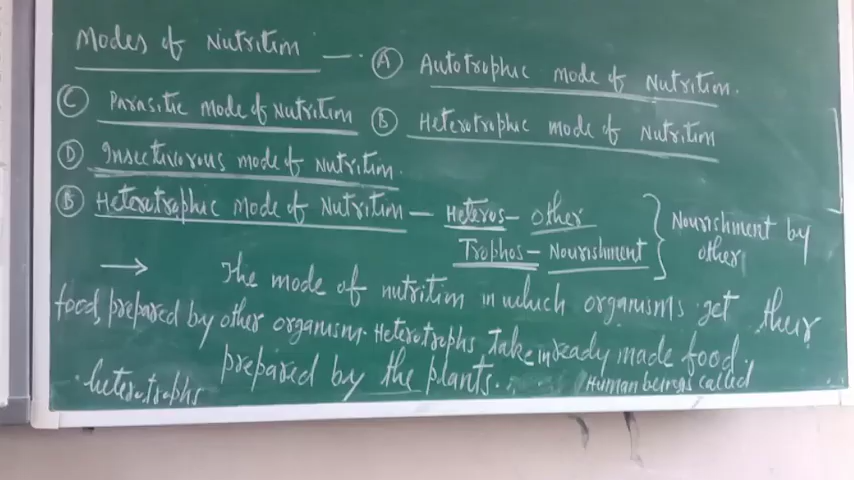 Modes of Nutrition — Ⓐ Autotrophic mode of Nutrition.
Ⓒ Parasitic mode of Nutrition Ⓑ Heterotrophic mode of Nutrition
Ⓓ Insectivorous mode of Nutrition.
Ⓑ Heterotrophic mode of Nutrition — Heteros - other
Trophos - Nourishment } Nourishment by
other
→ The mode of nutrition in which organisms get their
food, prepared by other organism. Heterotrophs take in ready made food
prepared by the plants. Human beings called
heterotrophs